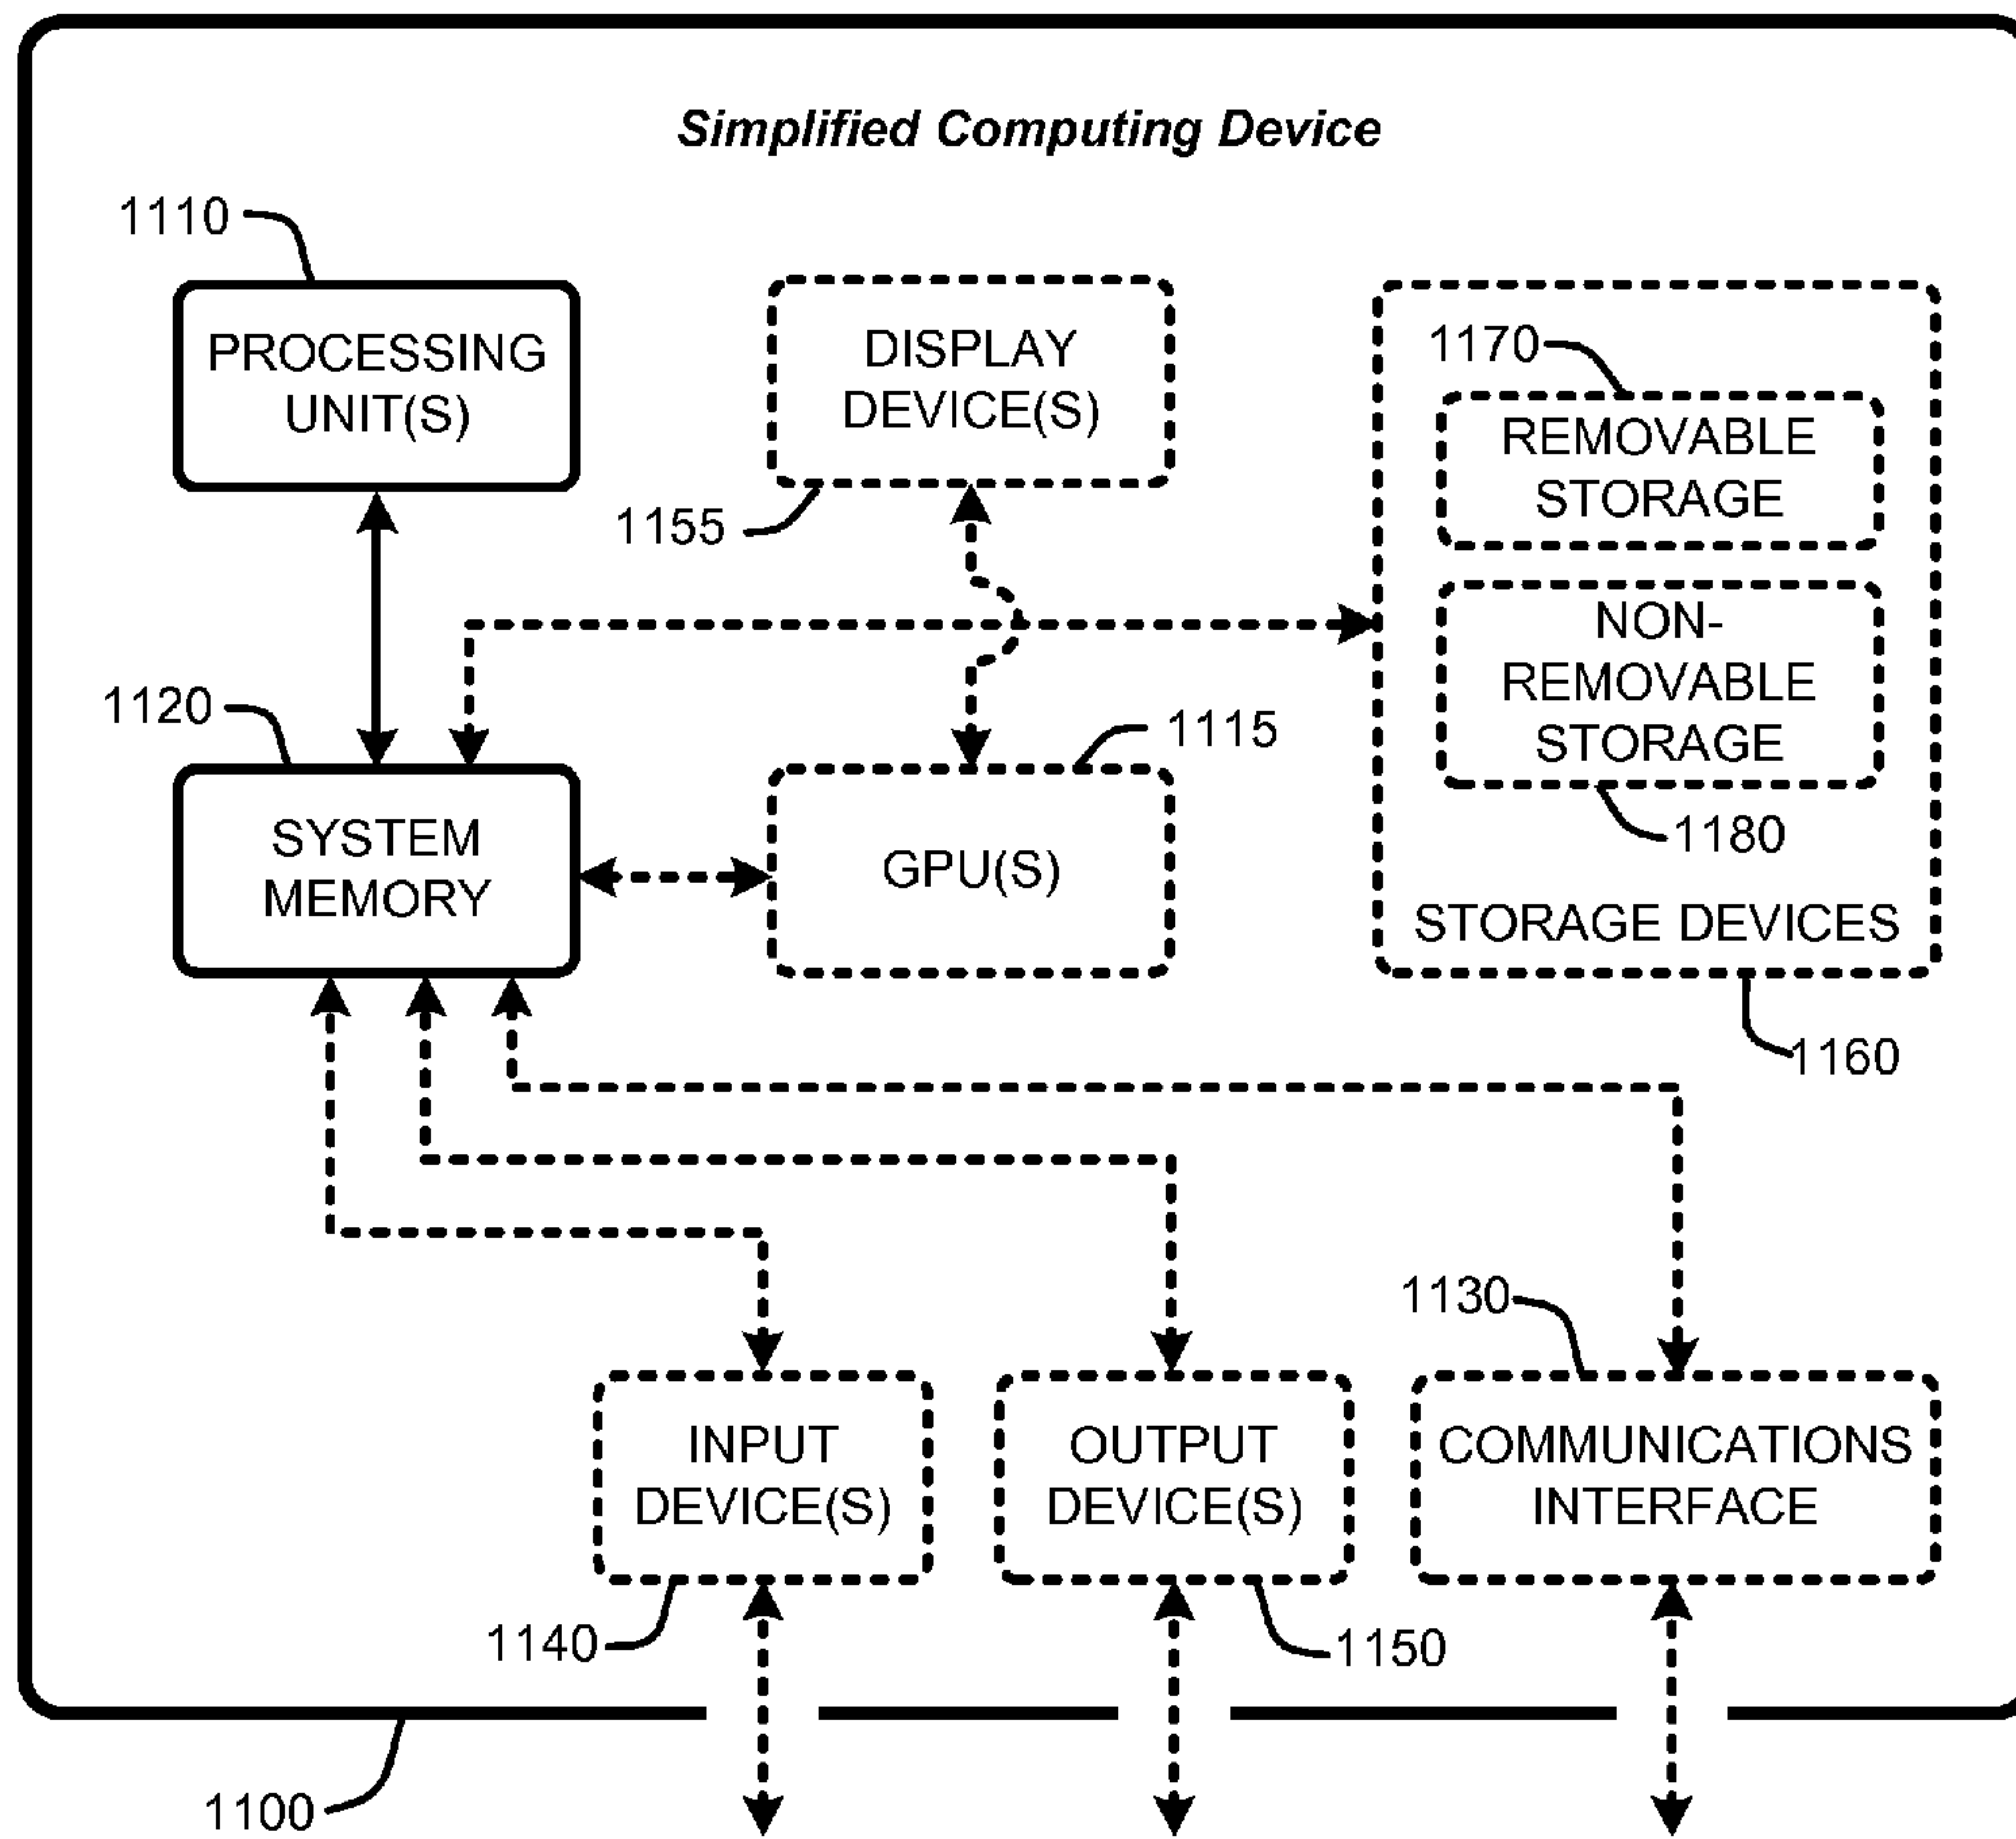 Simplified Computing Device
1110
PROCESSING
UNIT(S)
DISPLAY
DEVICE(S)
1155
1170
REMOVABLE
STORAGE
NON-
REMOVABLE
STORAGE
1180
STORAGE DEVICES
1160
1120
SYSTEM
MEMORY
1115
GPU(S)
1130
INPUT
DEVICE(S)
OUTPUT
DEVICE(S)
COMMUNICATIONS
INTERFACE
1140
1150
1100